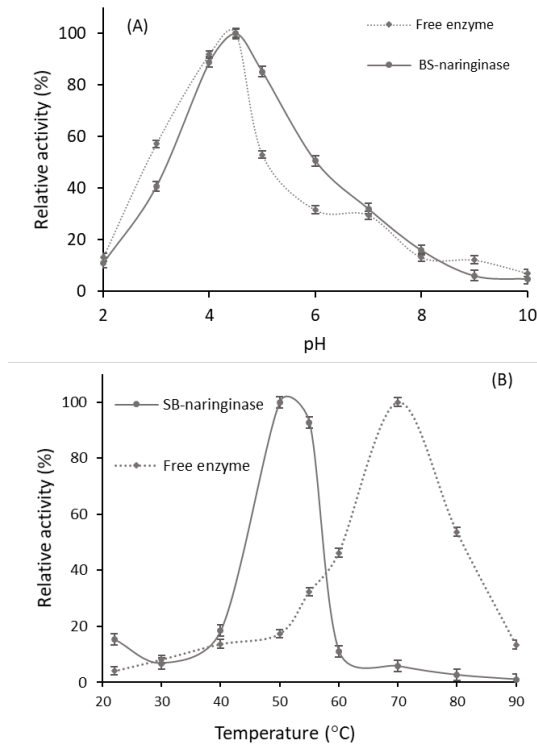 (A)
Free enzyme
BS-naringinase
Relative activity (%)
100
80
60
40
20
0
2
4
6
8
10
pH
(B)
SB-naringinase
Free enzyme
Relative activity (%)
100
80
60
40
20
0
20
30
40
50
60
70
80
90
Temperature (°C)